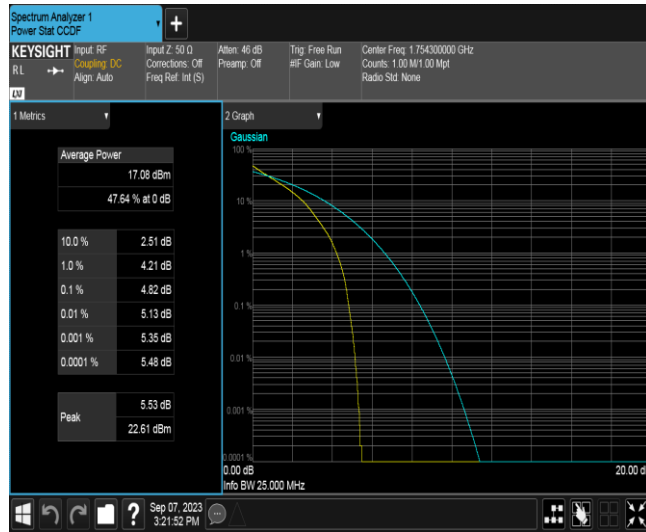 Spectrum Analyzer 1
Power Stat CCDF
+
KEYSIGHT
RL
LXI
Input: RF
Coupling: DC
Align: Auto
Input Z: 50 Ω
Corrections: Off
Freq Ref: Int (S)
Atten: 46 dB
Preamp: Off
Trig: Free Run
#IF Gain: Low
Center Freq: 1.754300000 GHz
Counts: 1.00 M/1.00 Mpt
Radio Std: None
1 Metrics
Average Power
17.08 dBm
47.64 % at 0 dB
10.0 % 2.51 dB
1.0 % 4.21 dB
0.1 % 4.82 dB
0.01 % 5.13 dB
0.001 % 5.35 dB
0.0001 % 5.48 dB
Peak
5.53 dB
22.61 dBm
2 Graph
Gaussian
100 %
10 %
1 %
0.1 %
0.01 %
0.001 %
0.0001 %
0.00 dB
20.00 d
Info BW 25.000 MHz
?
Sep 07, 2023
3:21:52 PM